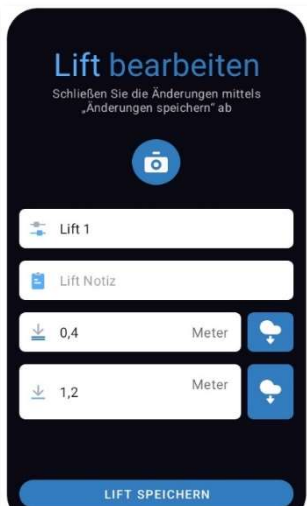 Lift bearbeiten
Schließen Sie die Änderungen mittels
„Änderungen speichern“ ab
Lift 1
Lift Notiz
0,4 Meter
1,2 Meter
LIFT SPEICHERN